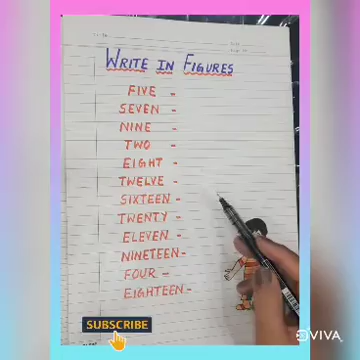 WRITE IN FIGURES
FIVE -
SEVEN -
NINE -
TWO -
EIGHT -
TWELVE -
SIXTEEN -
TWENTY -
ELEVEN -
NINETEEN -
FOUR -
EIGHTEEN -
SUBSCRIBE
VIVA